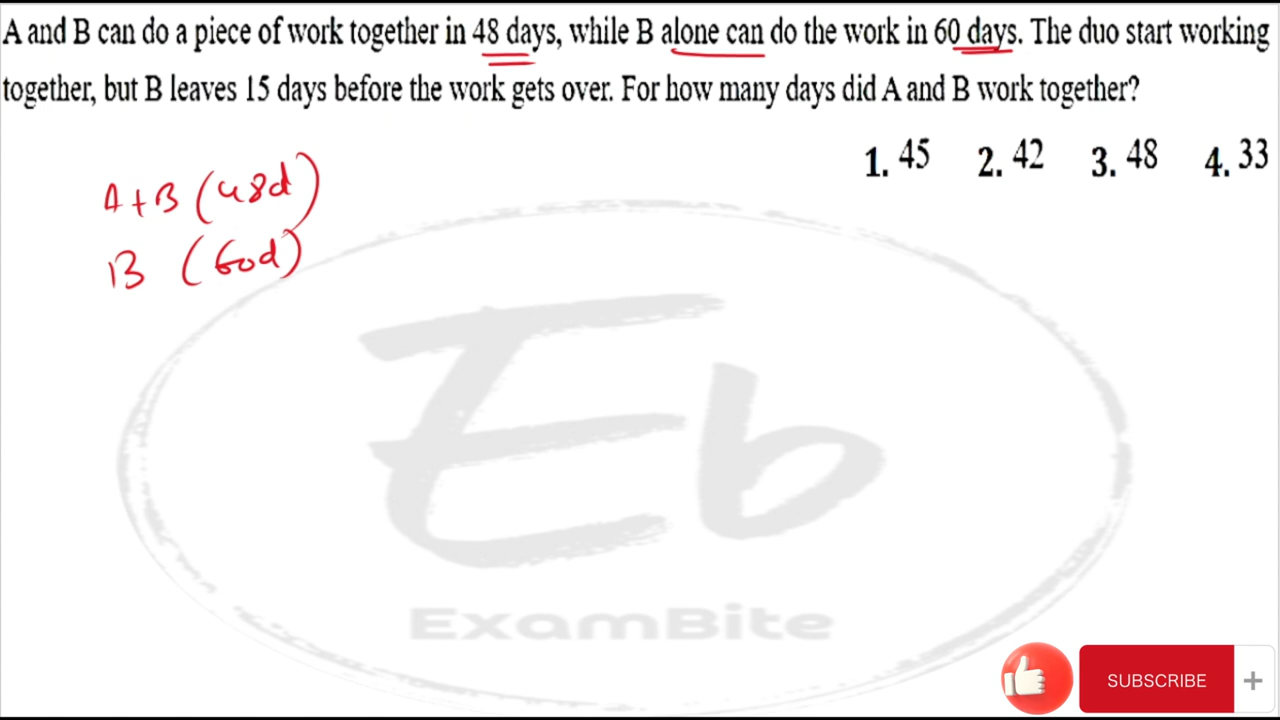 A and B can do a piece of work together in 48 days, while B alone can do the work in 60 days. The duo start working
together, but B leaves 15 days before the work gets over. For how many days did A and B work together?
1. 45 2. 42 3. 48 4. 33
A+B (48d)
B (60d)
Eb
ExamBite
SUBSCRIBE +